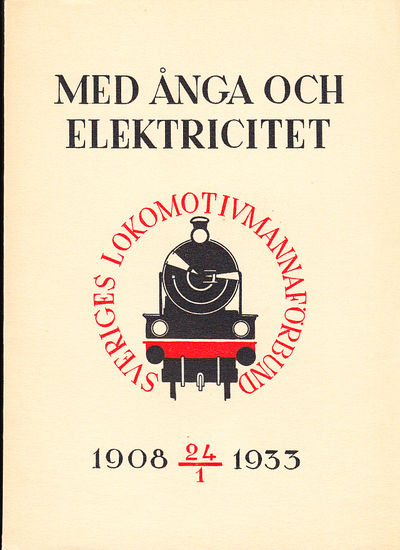 MED ÅNGA OCH
ELEKTRICITET
SVERIGES LOKOMOTIVMANNAFÖRBUND
1908 24/1 1933